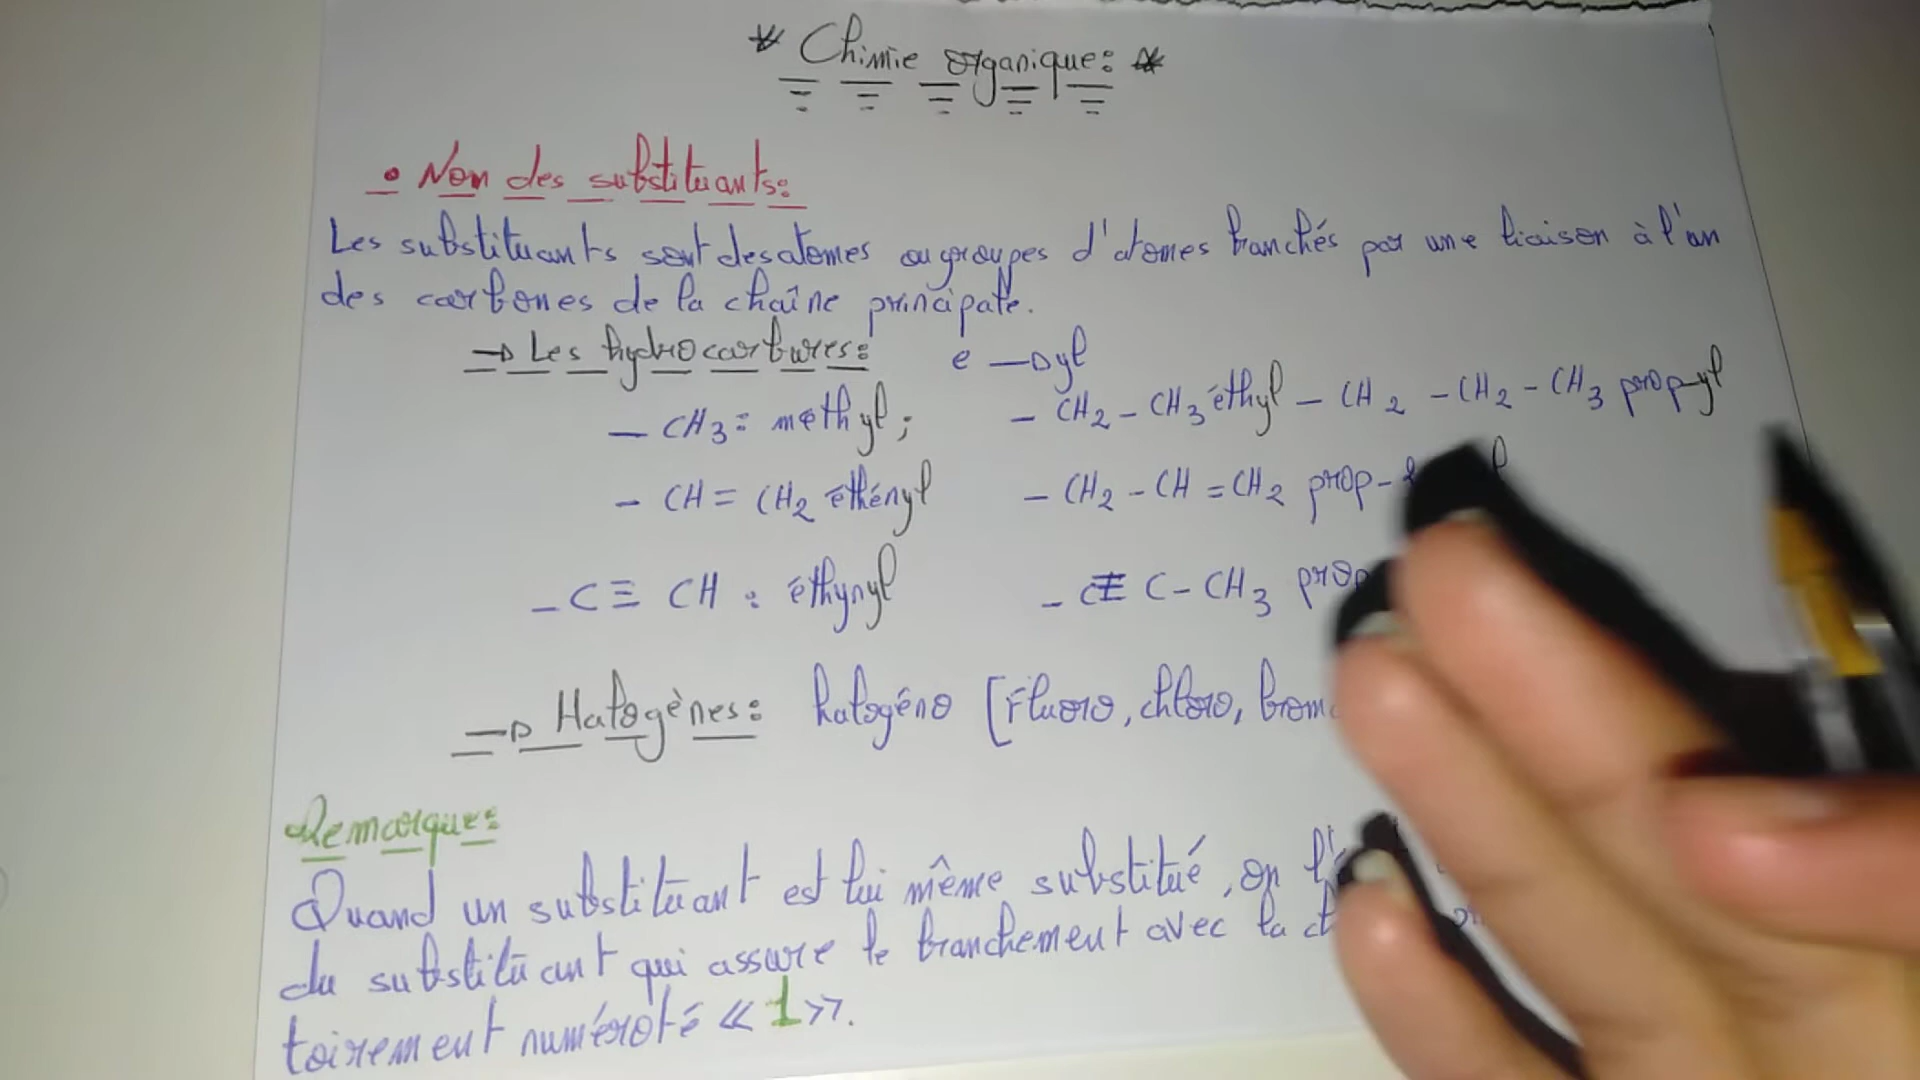 * Chimie organique: *
• Nom des substituants:
Les substituants sont des atomes ou groupes d'atomes branchés par une liaison à l'un
des carbones de la chaîne principale.
→ Les hydrocarbures: e → yl
— CH3: méthyl; — CH2 — CH3 éthyl — CH2 — CH2 — CH3 propyl
— CH = CH2 éthényl — CH2 — CH = CH2 prop-
— C ≡ CH : éthynyl — C ≡ C — CH3 prop
→ Halogènes: halogéno [Fluoro, chloro, bromo
Remarque:
Quand un substituant est lui même substitué, on
du substituant qui assure le branchement avec la
toirement numéroté « 1 ».